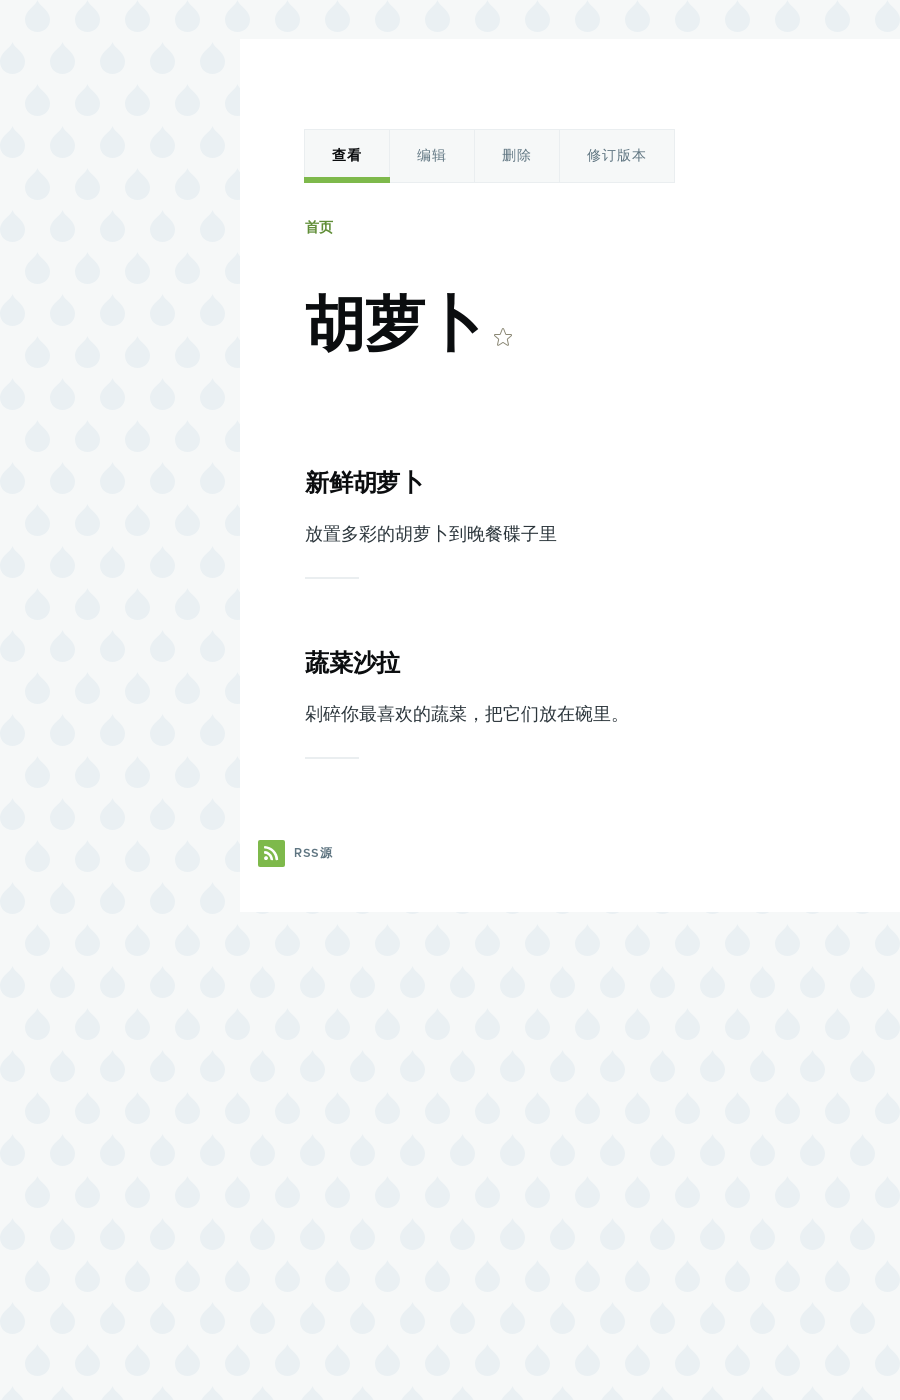 查看 编辑 删除 修订版本
首页
胡萝卜
新鲜胡萝卜
放置多彩的胡萝卜到晚餐碟子里
蔬菜沙拉
剁碎你最喜欢的蔬菜，把它们放在碗里。
RSS源